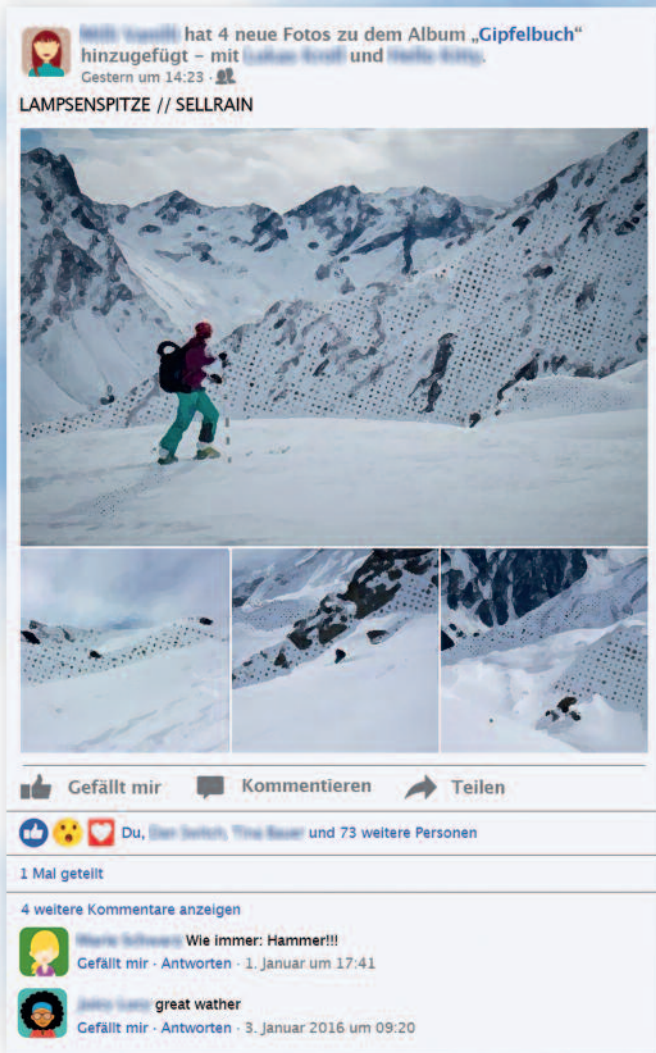 hat 4 neue Fotos zu dem Album „Gipfelbuch“
hinzugefügt – mit und .
Gestern um 14:23 ·
LAMPSENSPITZE // SELLRAIN
Gefällt mir Kommentieren Teilen
Du, und 73 weitere Personen
1 Mal geteilt
4 weitere Kommentare anzeigen
Wie immer: Hammer!!!
Gefällt mir · Antworten · 1. Januar um 17:41
great wather
Gefällt mir · Antworten · 3. Januar 2016 um 09:20